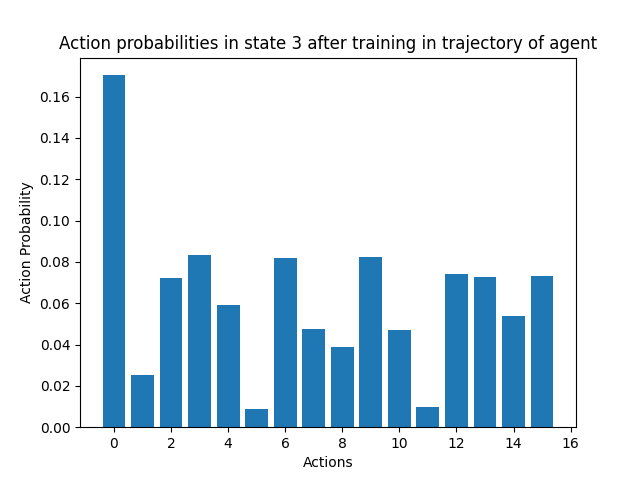 Action probabilities in state 3 after training in trajectory of agent
0.16
0.14
0.12
0.10
0.08
0.06
0.04
0.02
0.00
Action Probability
0 2 4 6 8 10 12 14 16
Actions